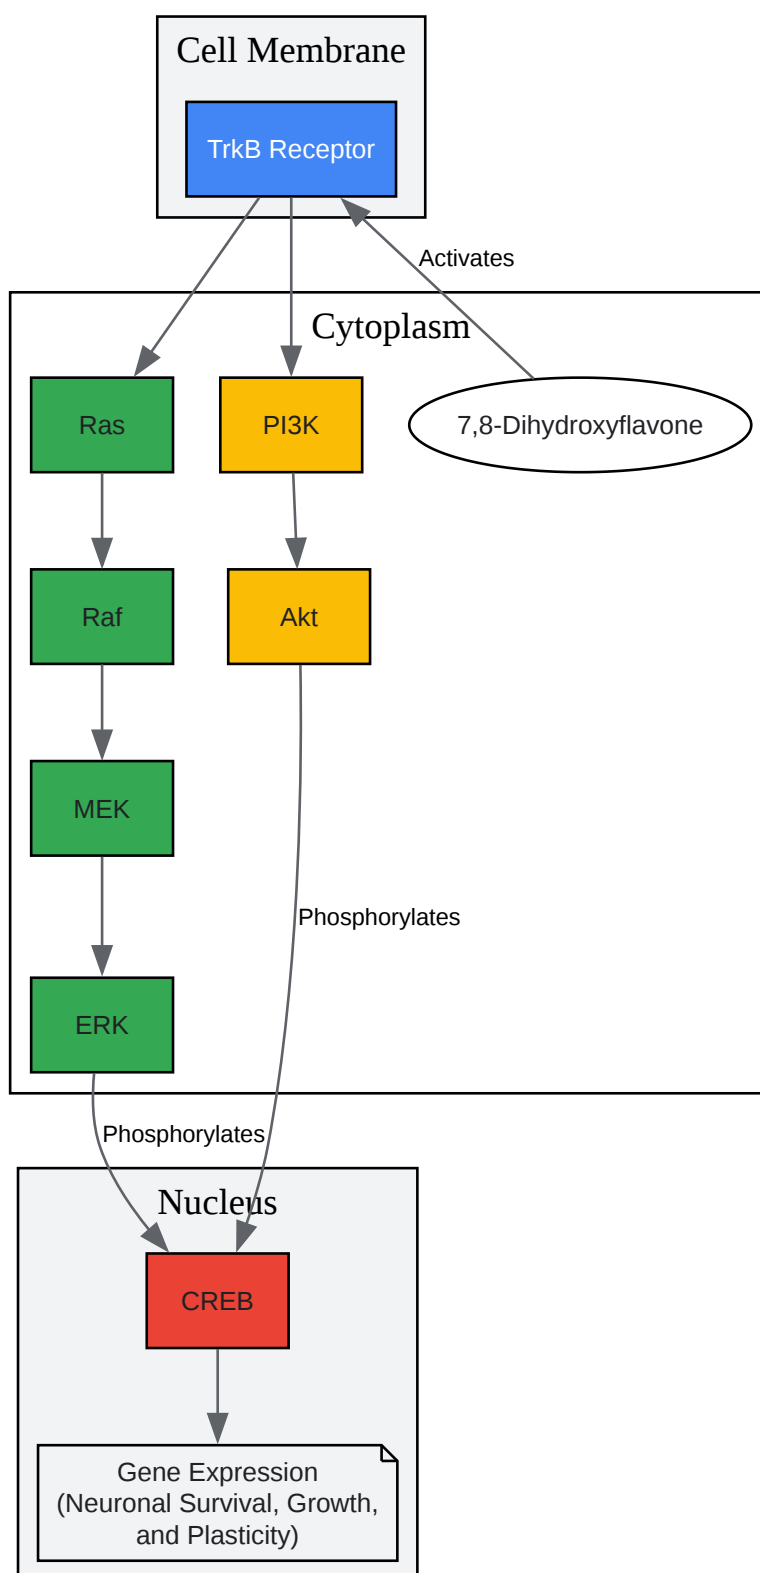 Cell Membrane
TrkB Receptor
Activates
Cytoplasm
Ras
PI3K
7,8-Dihydroxyflavone
Raf
Akt
MEK
Phosphorylates
ERK
Phosphorylates
Nucleus
CREB
Gene Expression
(Neuronal Survival, Growth,
and Plasticity)